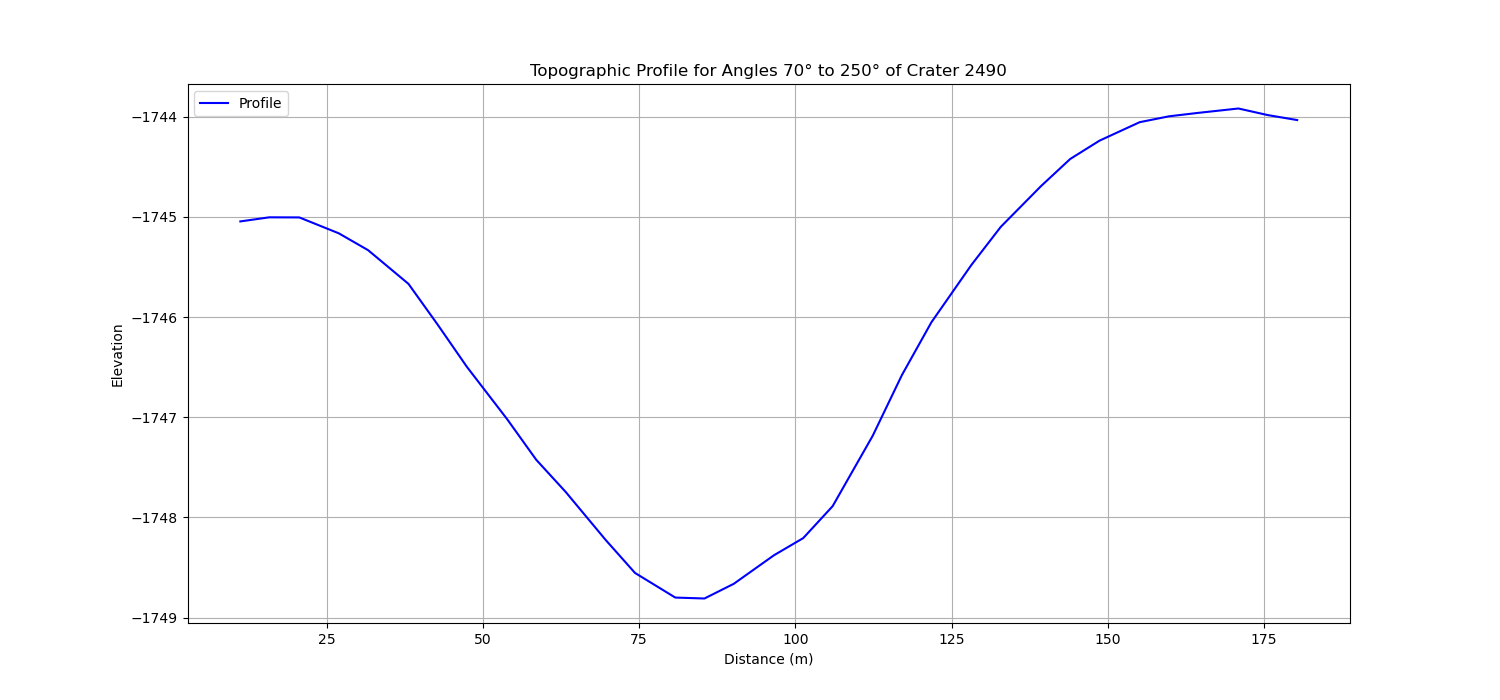 Topographic Profile for Angles 70° to 250° of Crater 2490
Profile
−1744
−1745
−1746
−1747
−1748
−1749
Elevation
25 50 75 100 125 150 175
Distance (m)